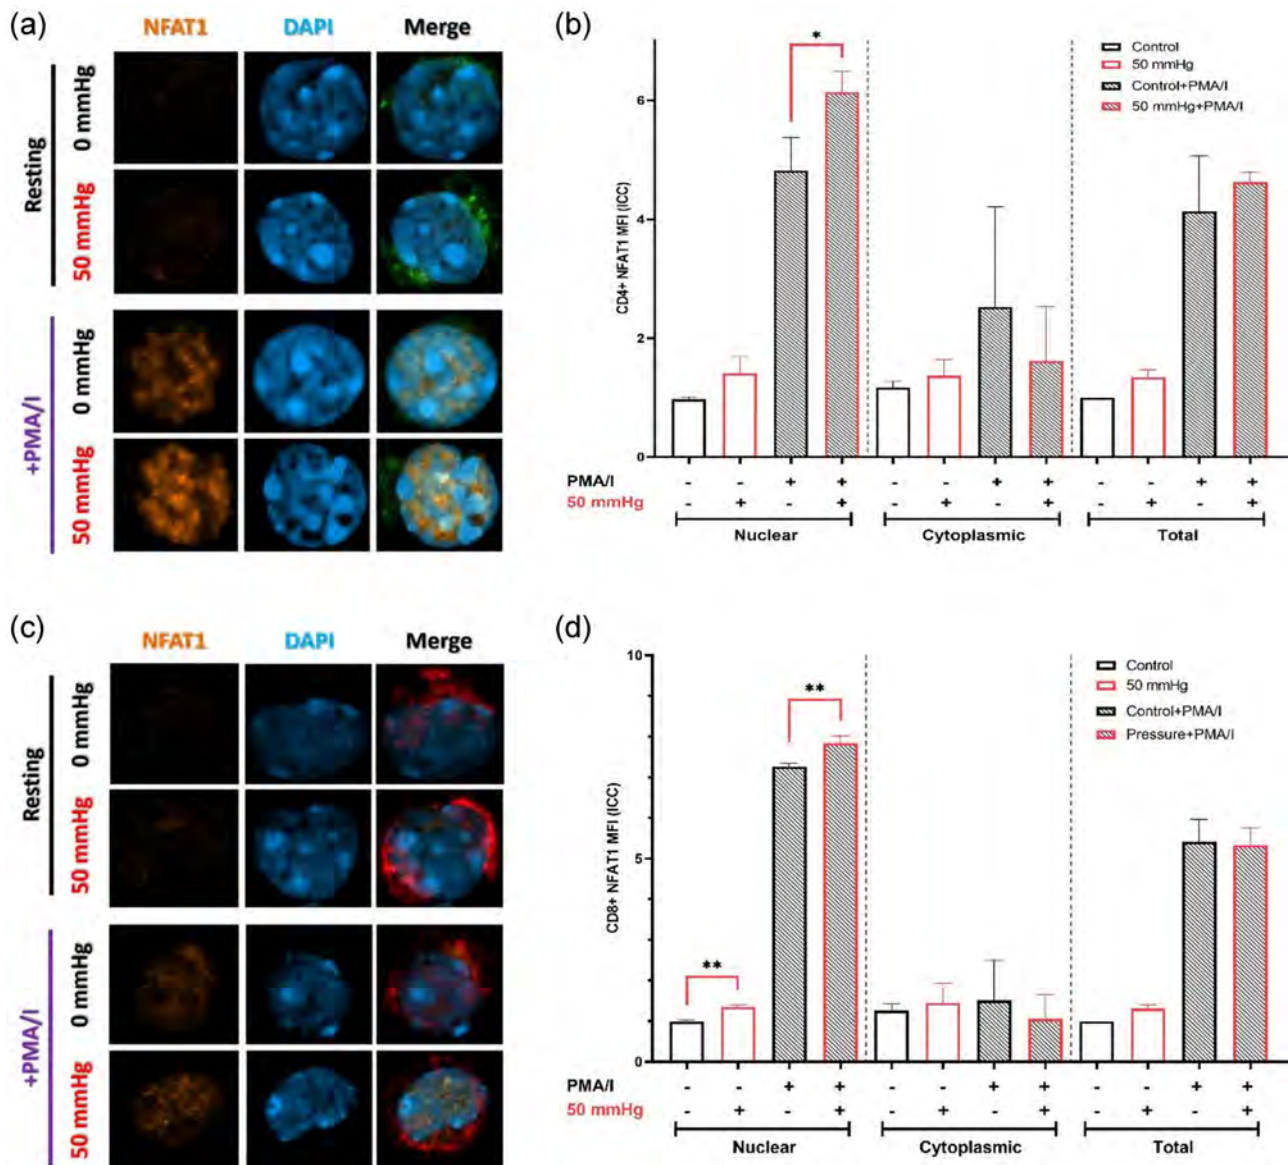 (a)
NFAT1 DAPI Merge
Resting
0 mmHg
50 mmHg
+PMA/I
0 mmHg
50 mmHg
(b)
CD4+ NFAT1 MFI (ICC)
6
4
2
0
*
Control
50 mmHg
Control+PMA/I
50 mmHg+PMA/I
PMA/I - - + + - - + + - - + +
50 mmHg - + - + - + - + - + - +
Nuclear Cytoplasmic Total
(c)
NFAT1 DAPI Merge
Resting
0 mmHg
50 mmHg
+PMA/I
0 mmHg
50 mmHg
(d)
CD8+ NFAT1 MFI (ICC)
10
5
0
**
**
Control
50 mmHg
Control+PMA/I
Pressure+PMA/I
PMA/I - - + + - - + + - - + +
50 mmHg - + - + - + - + - + - +
Nuclear Cytoplasmic Total